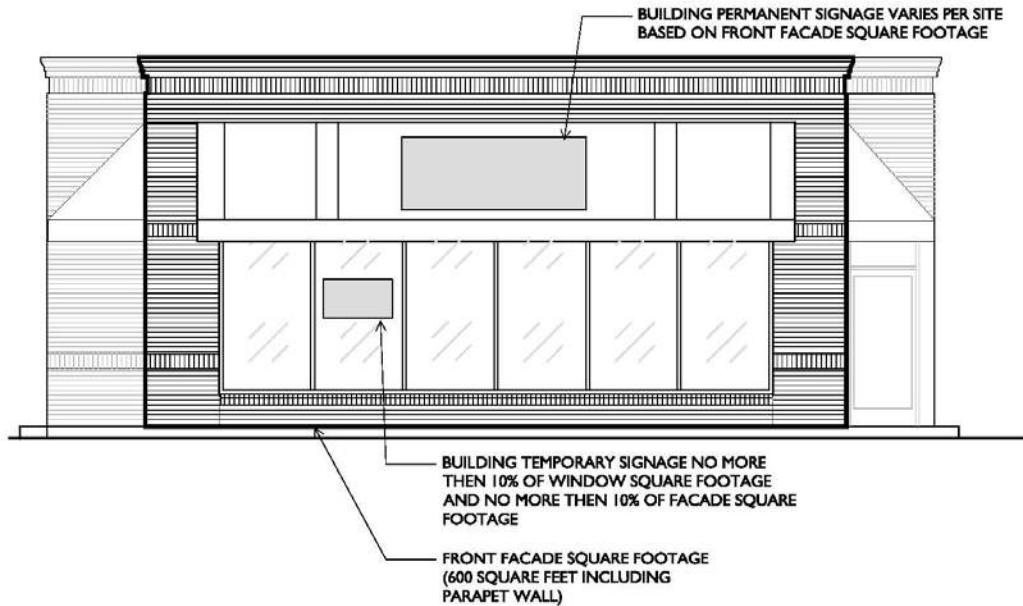 BUILDING PERMANENT SIGNAGE VARIES PER SITE
BASED ON FRONT FACADE SQUARE FOOTAGE
BUILDING TEMPORARY SIGNAGE NO MORE
THEN 10% OF WINDOW SQUARE FOOTAGE
AND NO MORE THEN 10% OF FACADE SQUARE
FOOTAGE
FRONT FACADE SQUARE FOOTAGE
(600 SQUARE FEET INCLUDING
PARAPET WALL)